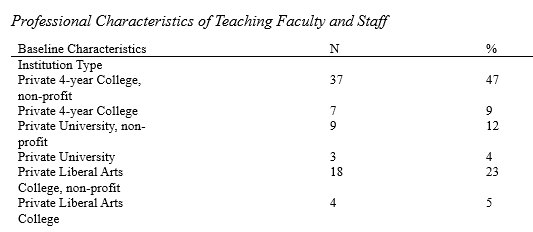 Professional Characteristics of Teaching Faculty and Staff
Baseline Characteristics N %
Institution Type
Private 4-year College, 37 47
non-profit
Private 4-year College 7 9
Private University, non- 9 12
profit
Private University 3 4
Private Liberal Arts 18 23
College, non-profit
Private Liberal Arts 4 5
College